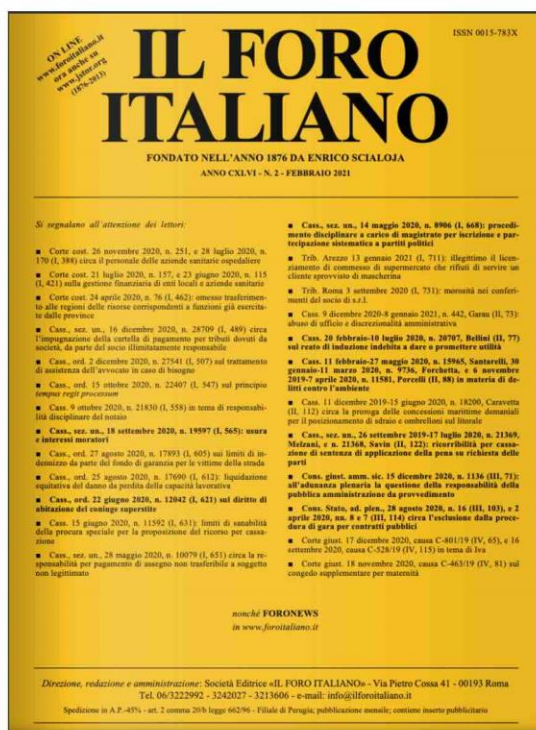 ON LINE
www.foroitaliano.it
ora anche su
www.jstor.org
(1876-2013)
ISSN 0015-783X
IL FORO
ITALIANO
FONDATO NELL'ANNO 1876 DA ENRICO SCIALOJA
ANNO CXLVI - N. 2 - FEBBRAIO 2021
Si segnalano all'attenzione dei lettori:
■ Corte cost. 26 novembre 2020, n. 251, e 28 luglio 2020, n.
170 (I, 388) circa il personale delle aziende sanitarie ospedaliere
■ Corte cost. 21 luglio 2020, n. 157, e 23 giugno 2020, n. 115
(I, 421) sulla gestione finanziaria di enti locali e aziende sanitarie
■ Corte cost. 24 aprile 2020, n. 76 (I, 462): omesso trasferimen-
to alle regioni delle risorse corrispondenti a funzioni già esercita-
te dalle province
■ Cass., sez. un., 16 dicembre 2020, n. 28709 (I, 489) circa
l'impugnazione della cartella di pagamento per tributi dovuti da
società, da parte del socio illimitatamente responsabile
■ Cass., ord. 2 dicembre 2020, n. 27541 (I, 507) sul trattamento
di assistenza dell'avvocato in caso di bisogno
■ Cass., ord. 15 ottobre 2020, n. 22407 (I, 547) sul principio
tempus regit processum
■ Cass. 9 ottobre 2020, n. 21830 (I, 558) in tema di responsabi-
lità disciplinare del notaio
■ Cass., sez. un., 18 settembre 2020, n. 19597 (I, 565): usura
e interessi moratori
■ Cass., ord. 27 agosto 2020, n. 17893 (I, 605) sui limiti di in-
dennizzo da parte del fondo di garanzia per le vittime della strada
■ Cass., ord. 25 agosto 2020, n. 17690 (I, 612): liquidazione
equitativa del danno da perdita della capacità lavorativa
■ Cass., ord. 22 giugno 2020, n. 12042 (I, 621) sul diritto di
abitazione del coniuge superstite
■ Cass. 15 giugno 2020, n. 11592 (I, 631): limiti di sanabilità
della procura speciale per la proposizione del ricorso per cassa-
zione
■ Cass., sez. un., 28 maggio 2020, n. 10079 (I, 651) circa la re-
sponsabilità per pagamento di assegno non trasferibile a soggetto
non legittimato
■ Cass., sez. un., 14 maggio 2020, n. 8906 (I, 668): procedi-
mento disciplinare a carico di magistrato per iscrizione e par-
tecipazione sistematica a partiti politici
■ Trib. Arezzo 13 gennaio 2021 (I, 711): illegittimo il licen-
ziamento di commesso di supermercato che rifiuti di servire un
cliente sprovvisto di mascherina
■ Trib. Roma 3 settembre 2020 (I, 731): morosità nei conferi-
menti del socio di s.r.l.
■ Cass. 9 dicembre 2020-8 gennaio 2021, n. 442, Garau (II, 73):
abuso di ufficio e discrezionalità amministrativa
■ Cass. 20 febbraio-10 luglio 2020, n. 20707, Bellini (II, 77)
sul reato di induzione indebita a dare o promettere utilità
■ Cass. 11 febbraio-27 maggio 2020, n. 15965, Santarelli, 30
gennaio-11 marzo 2020, n. 9736, Forchetta, e 6 novembre
2019-7 aprile 2020, n. 11581, Porcelli (II, 88) in materia di de-
litti contro l'ambiente
■ Cass. 11 dicembre 2019-15 giugno 2020, n. 18200, Caravetta
(II, 112) circa la proroga delle concessioni marittime demaniali
per il posizionamento di sdraio e ombrelloni sul litorale
■ Cass., sez. un., 26 settembre 2019-17 luglio 2020, n. 21369,
Melzani, e n. 21368, Savin (II, 122): ricorribilità per cassa-
zione di sentenza di applicazione della pena su richiesta delle
parti
■ Cons. giust. amm. sic. 15 dicembre 2020, n. 1136 (III, 71):
all'adunanza plenaria la questione della responsabilità della
pubblica amministrazione da provvedimento
■ Cons. Stato, ad. plen., 28 agosto 2020, n. 16 (III, 103), e 2
aprile 2020, nn. 8 e 7 (III, 114) circa l'esclusione dalla proce-
dura di gara per contratti pubblici
■ Corte giust. 17 dicembre 2020, causa C-801/19 (IV, 65), e 16
settembre 2020, causa C-528/19 (IV, 115) in tema di Iva
■ Corte giust. 18 novembre 2020, causa C-463/19 (IV, 81) sul
congedo supplementare per maternità
nonché FORONEWS
in www.foroitaliano.it
Direzione, redazione e amministrazione: Società Editrice «IL FORO ITALIANO» - Via Pietro Cossa 41 - 00193 Roma
Tel. 06/3222992 - 3242027 - 3213606 - e-mail: info@ilforoitaliano.it
Spedizione in A.P.-45% - art. 2 comma 20/b legge 662/96 - Filiale di Perugia; pubblicazione mensile; contiene inserto pubblicitario